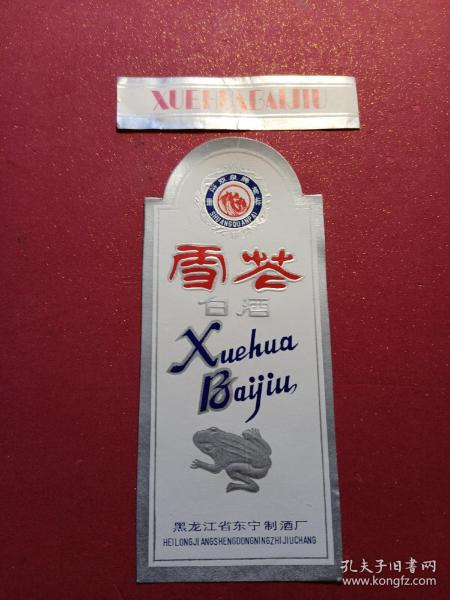 XUEHUABAIJIU
SHUANGQUANPAI
雪花
白酒
Xuehua
Baijiu
黑龙江省东宁制酒厂
HEILONGJIANGSHENGDONGNINGZHIJIUCHANG
孔夫子旧书网
www.kongfz.com